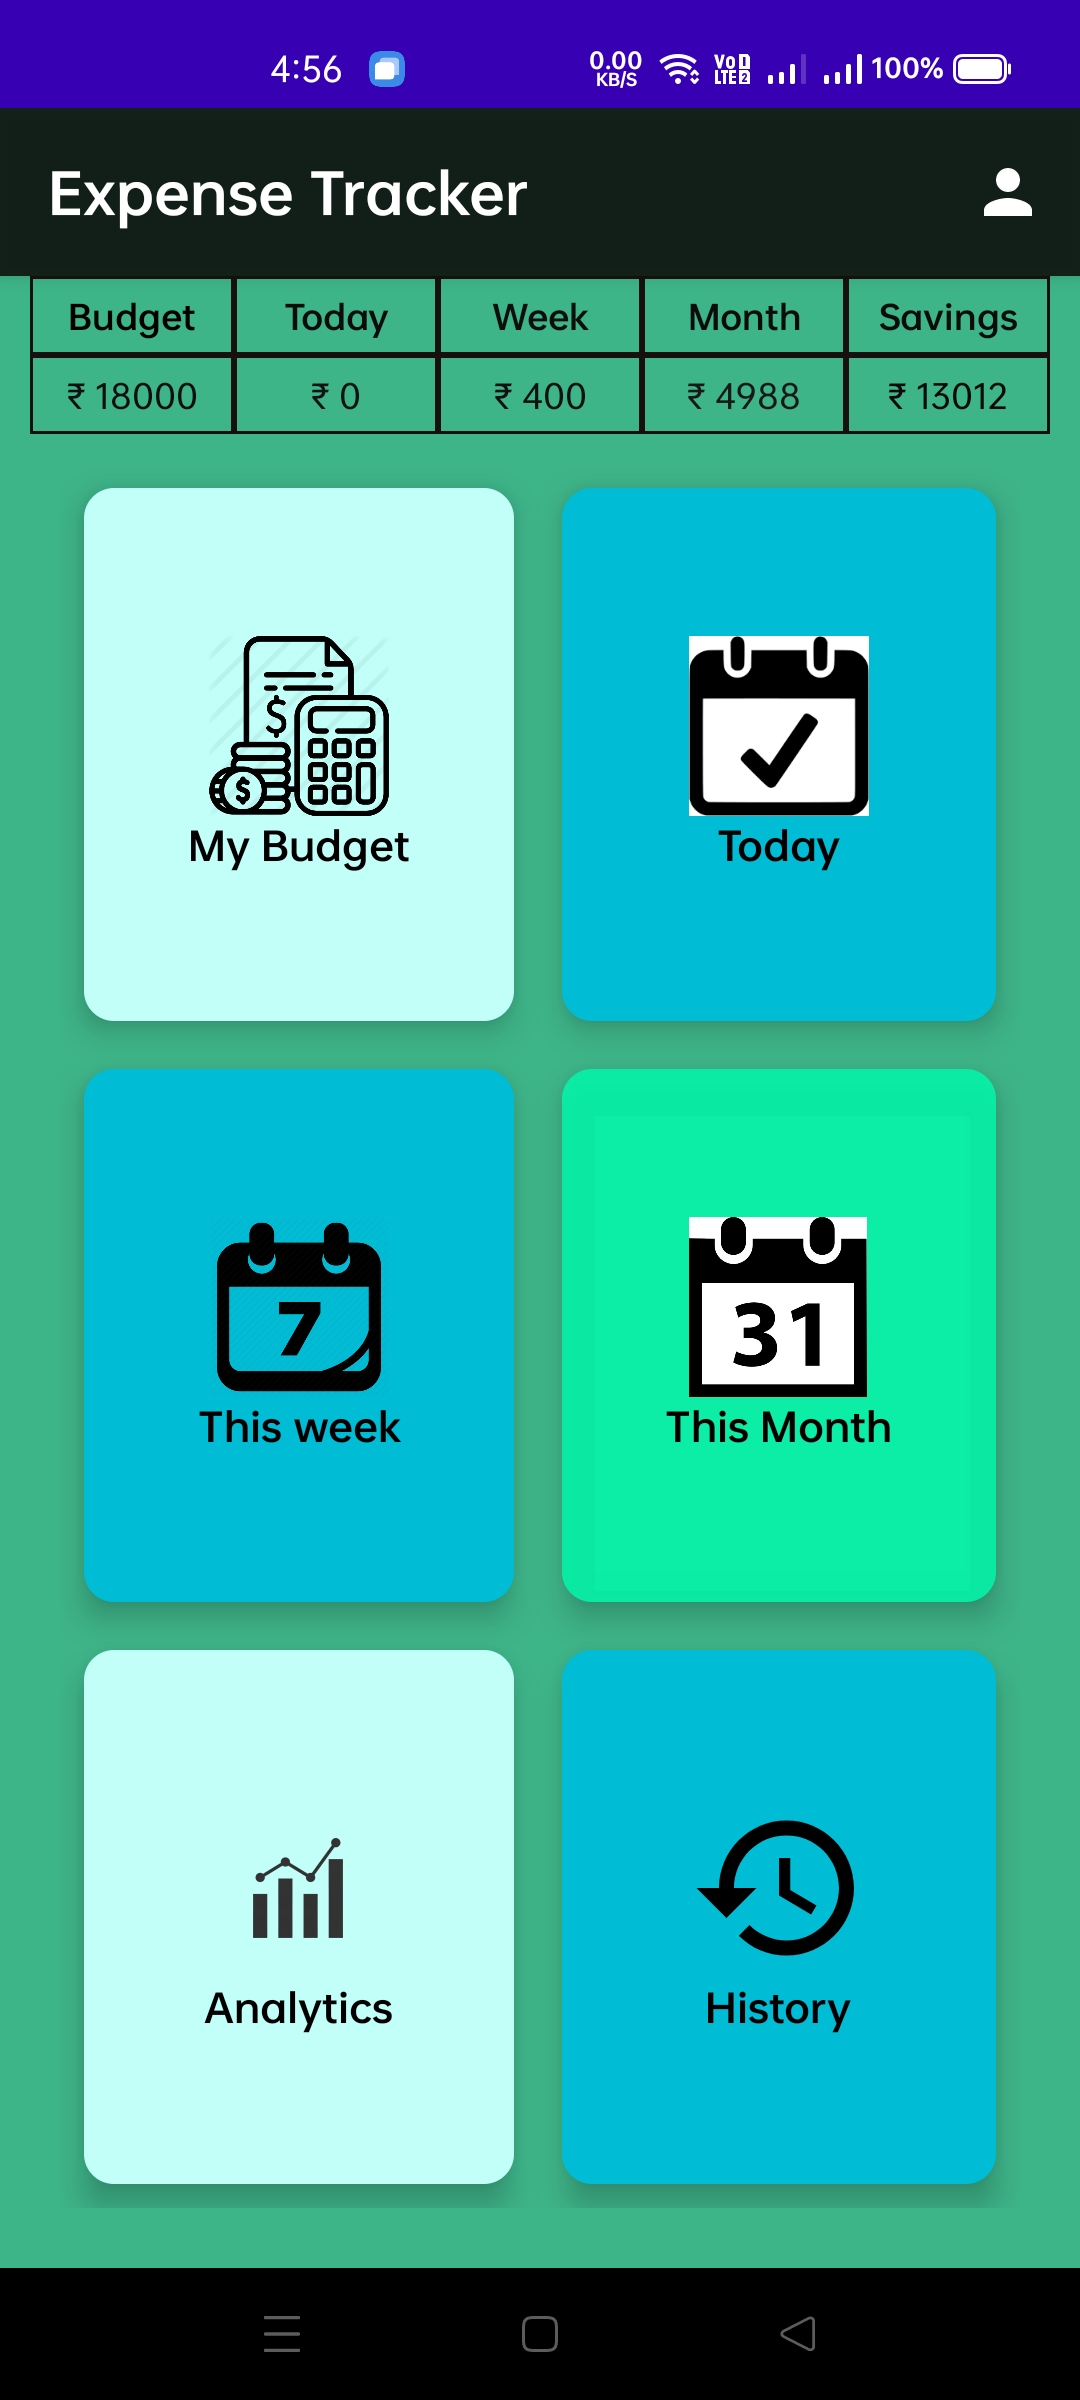 4:56 0.00 KB/S VoD LTE2 100%
Expense Tracker
Budget Today Week Month Savings
₹ 18000 ₹ 0 ₹ 400 ₹ 4988 ₹ 13012
$
$
My Budget Today
7 31
This week This Month
Analytics History